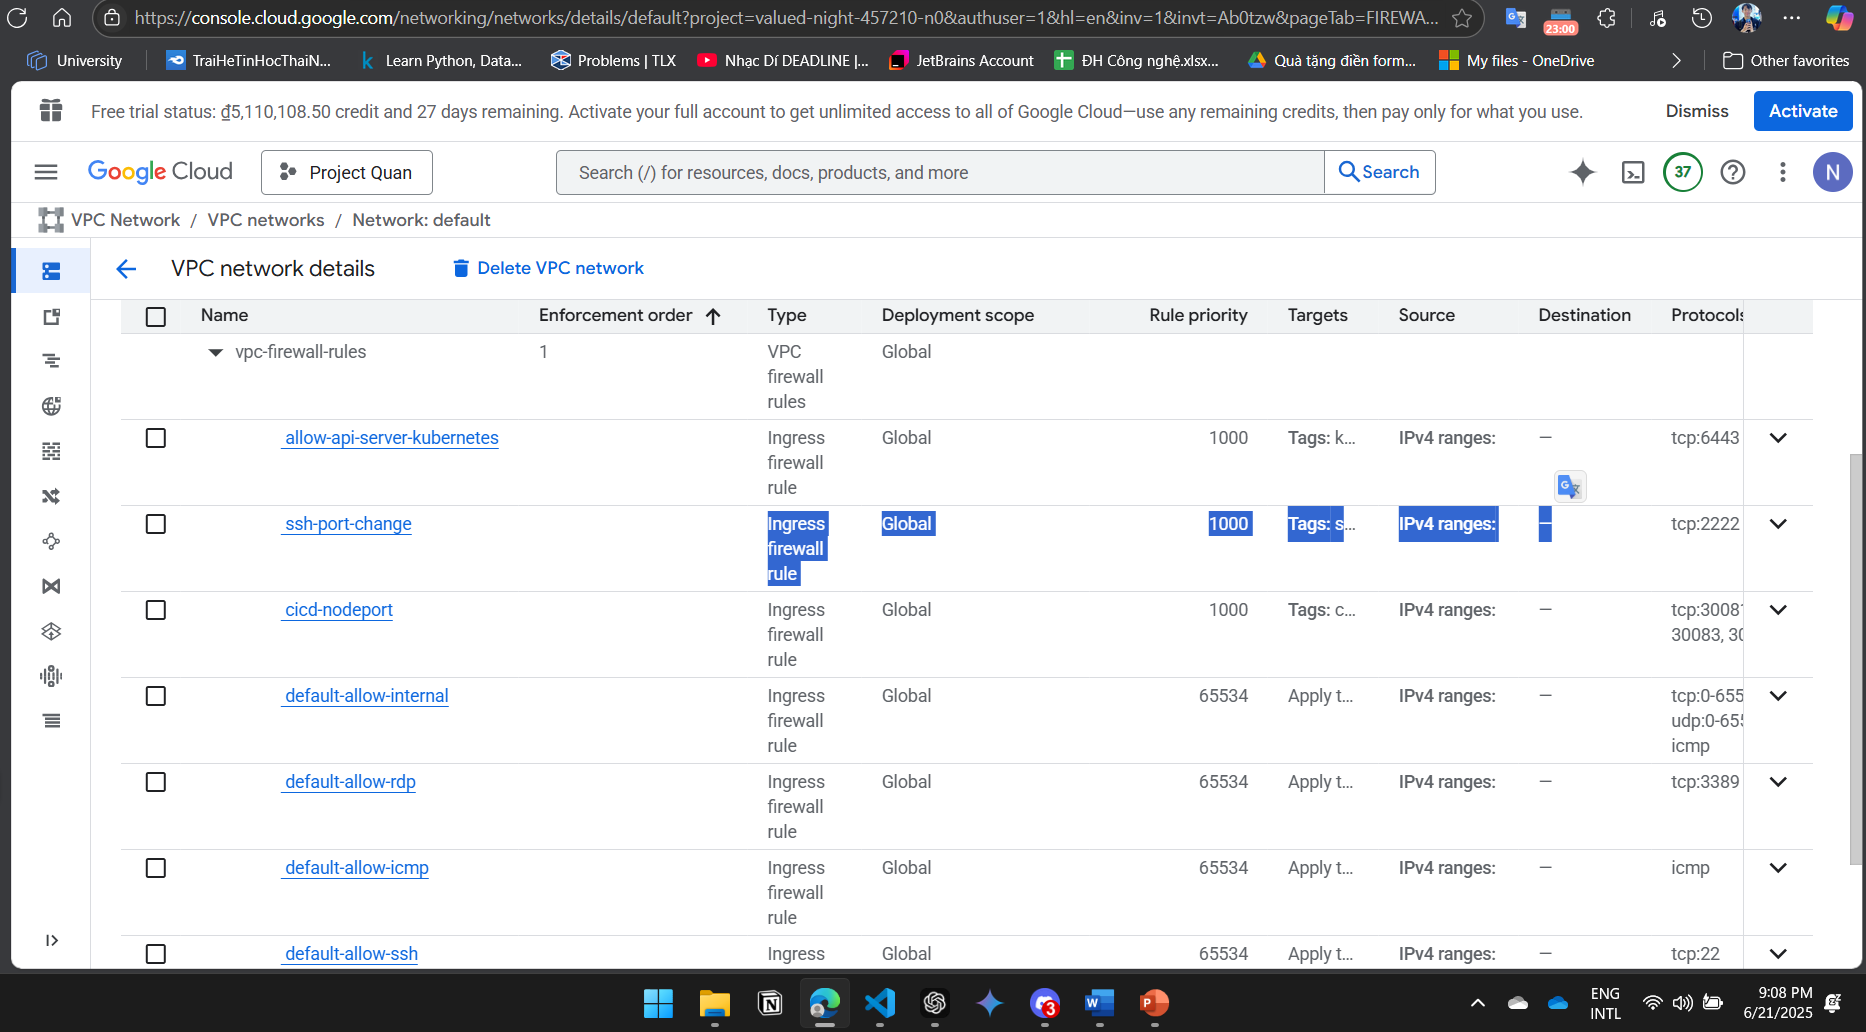 https://console.cloud.google.com/networking/networks/details/default?project=valued-night-457210-n0&authuser=1&hl=en&inv=1&invt=Ab0tzw&pageTab=FIREWA...
23:00
University
TraiHeTinHocThaiN...
Learn Python, Data...
Problems | TLX
Nhạc Dí DEADLINE |...
JetBrains Account
ĐH Công nghệ.xlsx...
Quà tặng điền form...
My files - OneDrive
Other favorites
Free trial status: ₫5,110,108.50 credit and 27 days remaining. Activate your full account to get unlimited access to all of Google Cloud—use any remaining credits, then pay only for what you use.
Dismiss
Activate
Google Cloud
Project Quan
Search (/) for resources, docs, products, and more
Search
37
N
VPC Network / VPC networks / Network: default
VPC network details
Delete VPC network
Name Enforcement order Type Deployment scope Rule priority Targets Source Destination Protocols
vpc-firewall-rules 1 VPC firewall rules Global
allow-api-server-kubernetes Ingress firewall rule Global 1000 Tags: k... IPv4 ranges: — tcp:6443
ssh-port-change Ingress firewall rule Global 1000 Tags: s... IPv4 ranges: — tcp:2222
cicd-nodeport Ingress firewall rule Global 1000 Tags: c... IPv4 ranges: — tcp:30081 30083, 30
default-allow-internal Ingress firewall rule Global 65534 Apply t... IPv4 ranges: — tcp:0-655 udp:0-655 icmp
default-allow-rdp Ingress firewall rule Global 65534 Apply t... IPv4 ranges: — tcp:3389
default-allow-icmp Ingress firewall rule Global 65534 Apply t... IPv4 ranges: — icmp
default-allow-ssh Ingress Global 65534 Apply t... IPv4 ranges: — tcp:22
3
ENG
INTL
9:08 PM
6/21/2025